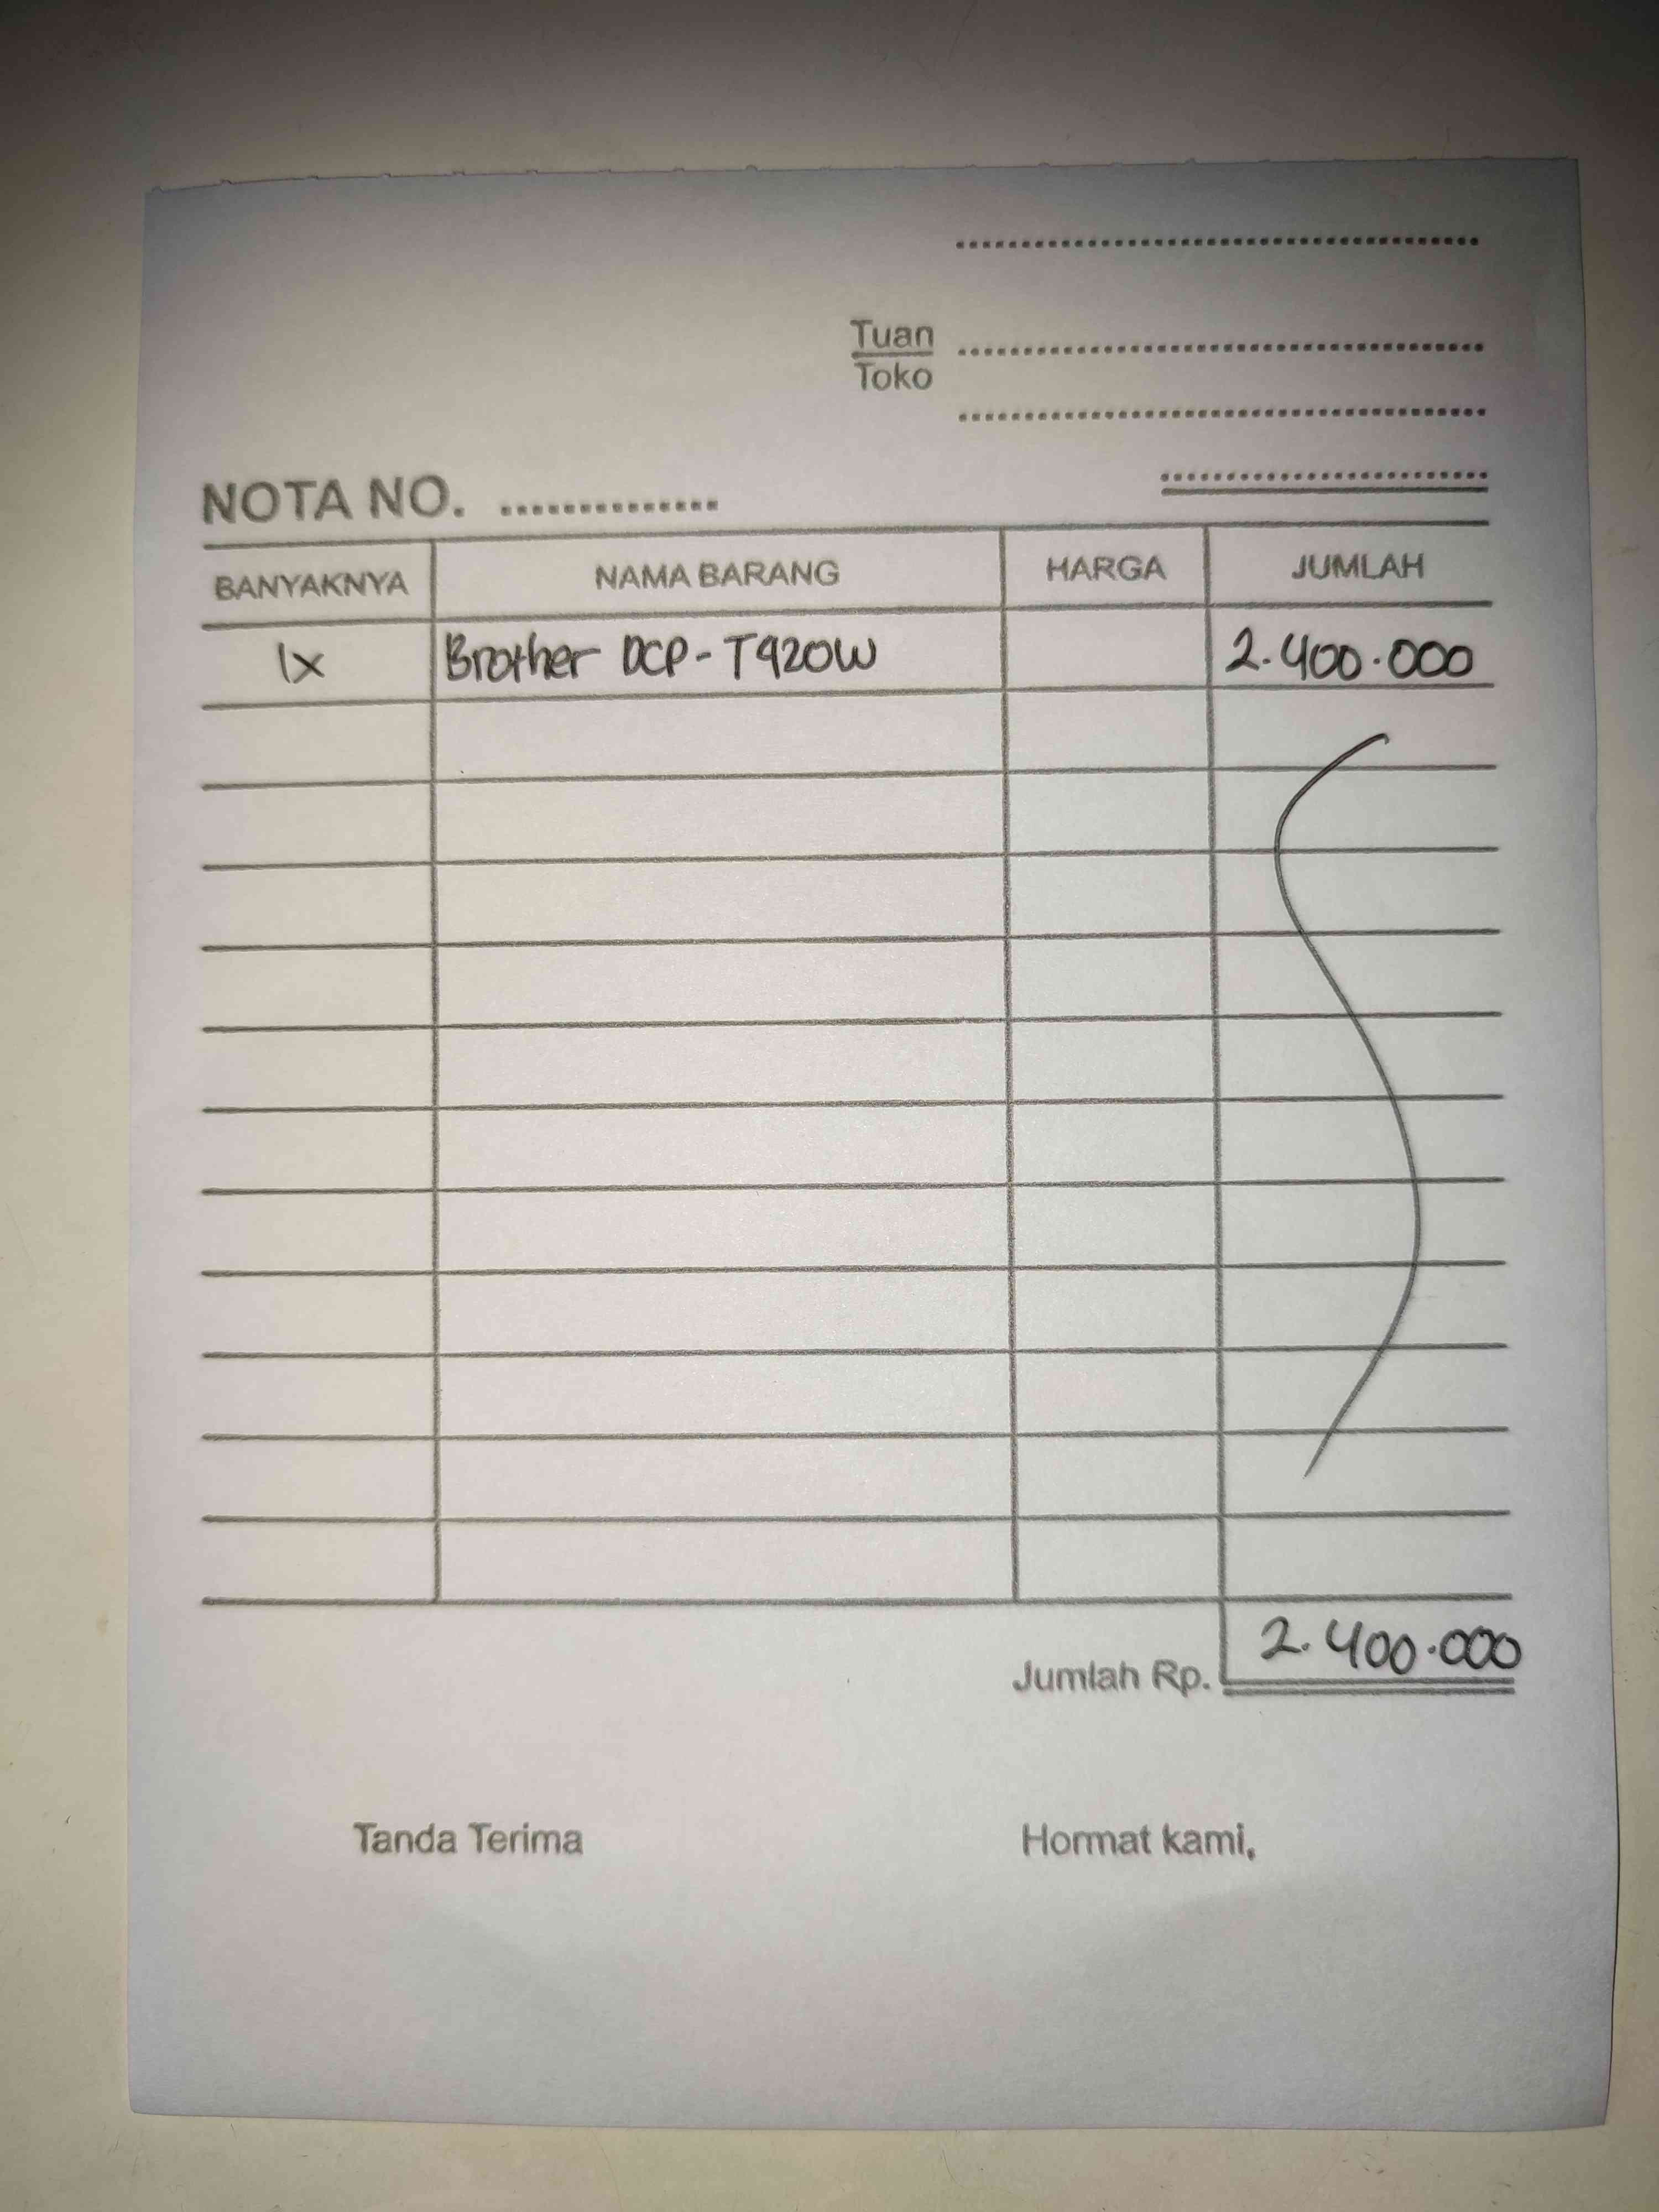 Tuan
Toko
NOTA NO.
BANYAKNYA NAMA BARANG HARGA JUMLAH
1x Brother DCP-T920W 2.400.000
Jumlah Rp. 2.400.000
Tanda Terima Hormat kami,